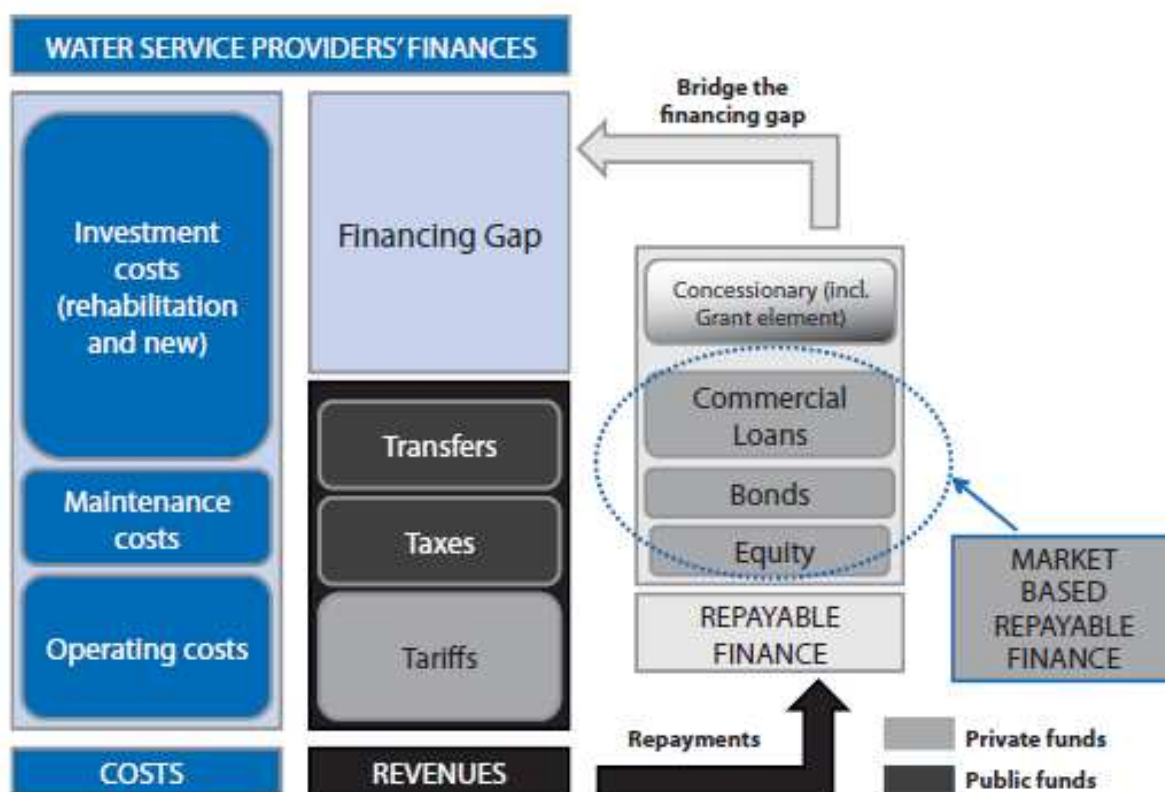 WATER SERVICE PROVIDERS' FINANCES
Investment
costs
(rehabilitation
and new)
Maintenance
costs
Operating costs
COSTS
Financing Gap
Transfers
Taxes
Tariffs
REVENUES
Bridge the
financing gap
Concessionary (incl.
Grant element)
Commercial
Loans
Bonds
Equity
REPAYABLE
FINANCE
Repayments
MARKET
BASED
REPAYABLE
FINANCE
Private funds
Public funds